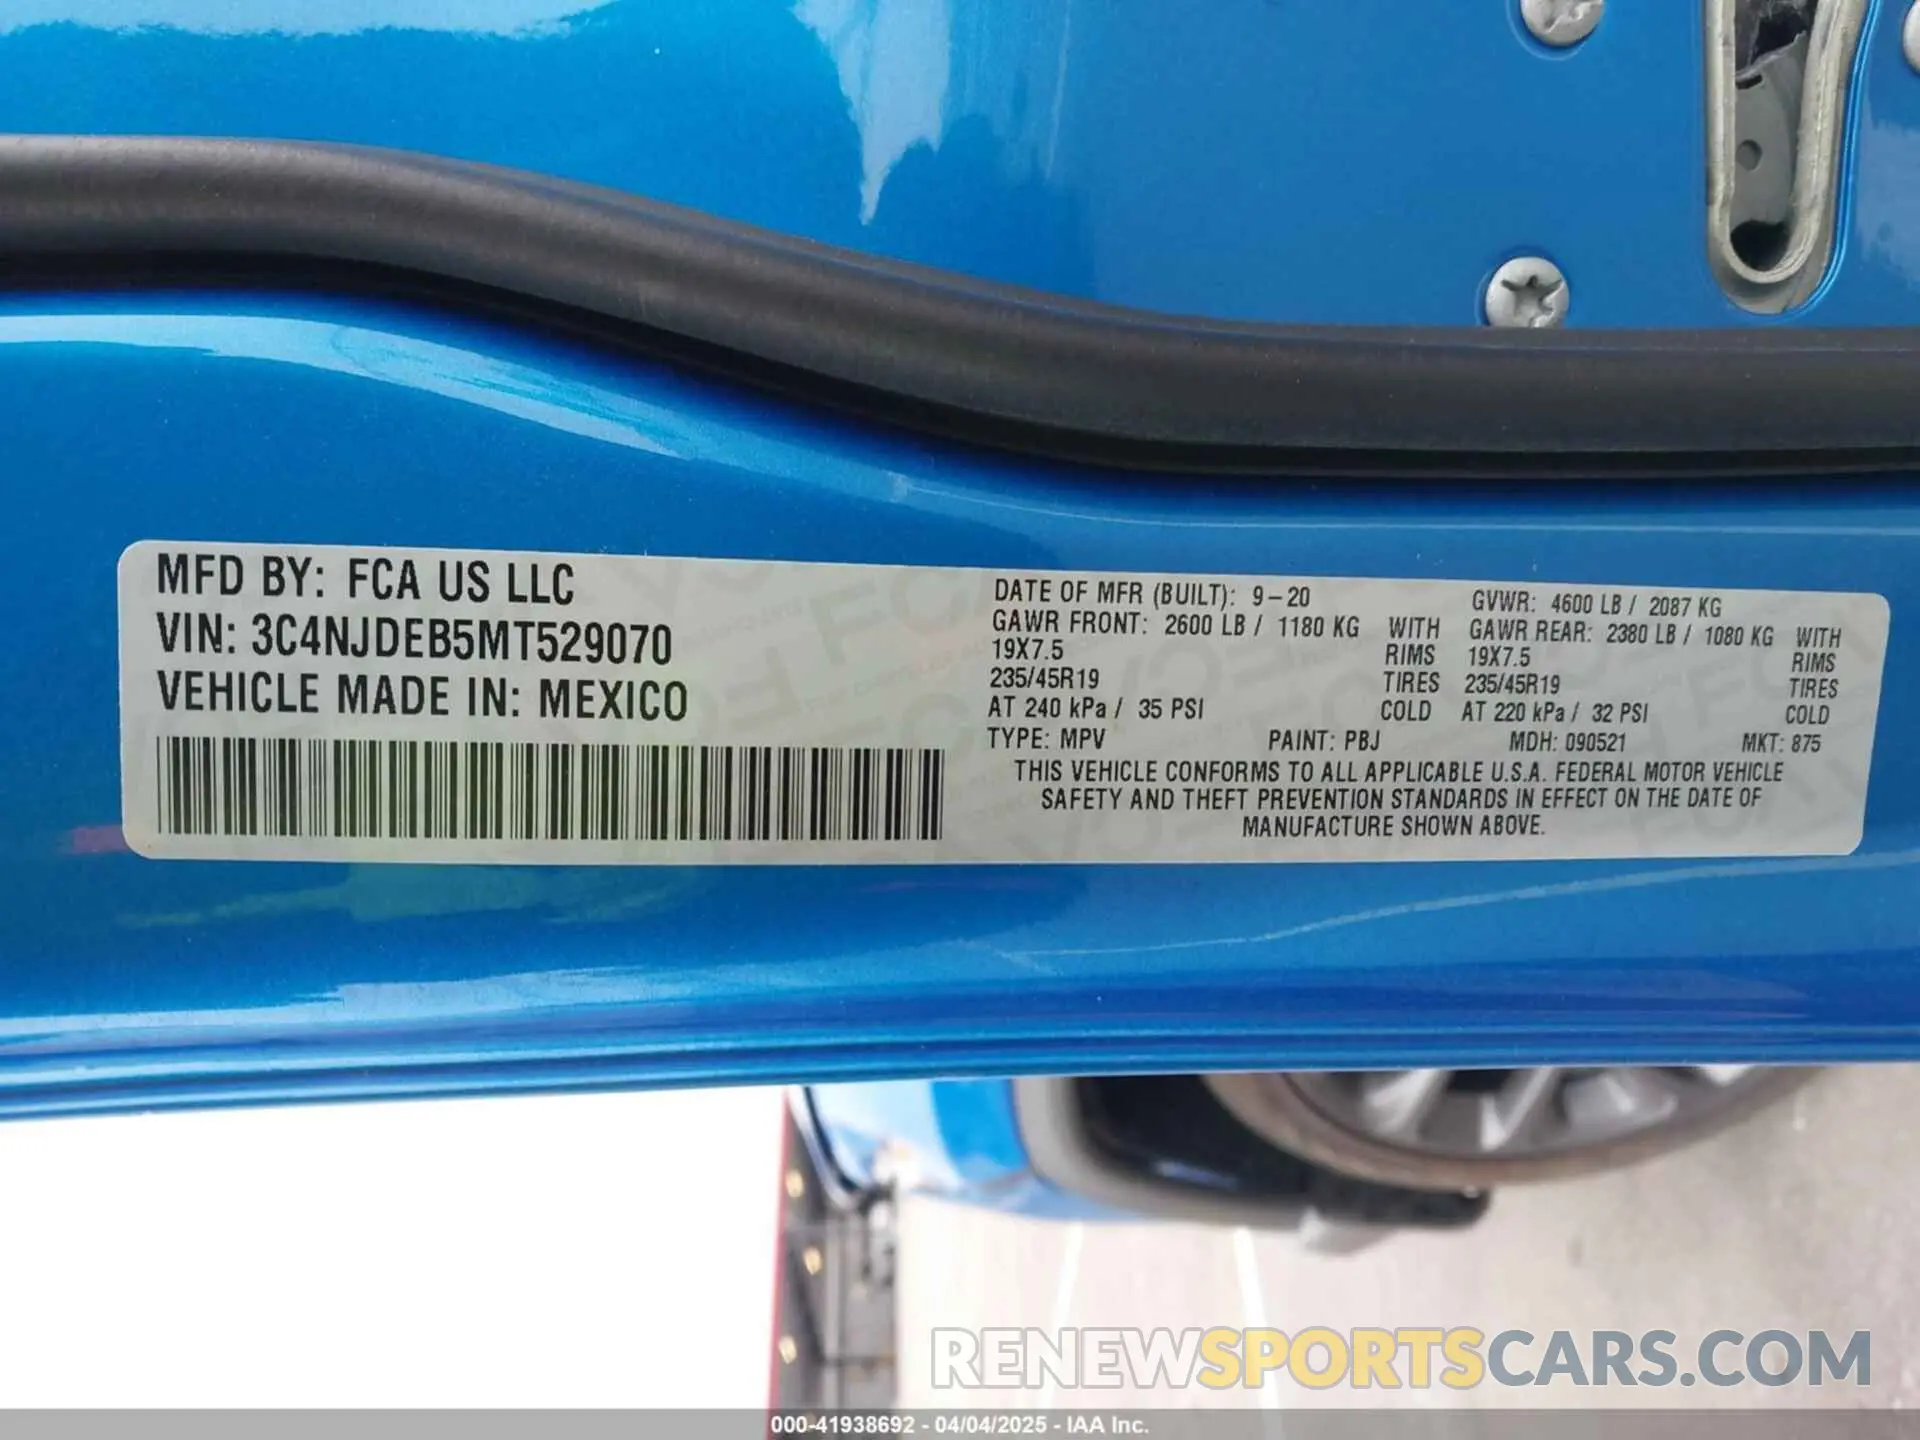 MFD BY: FCA US LLC
VIN: 3C4NJDEB5MT529070
VEHICLE MADE IN: MEXICO
DATE OF MFR (BUILT): 9-20
GAWR FRONT: 2600 LB / 1180 KG WITH
19X7.5 RIMS
235/45R19 TIRES
AT 240 kPa / 35 PSI COLD
GVWR: 4600 LB / 2087 KG
GAWR REAR: 2380 LB / 1080 KG WITH
19X7.5 RIMS
235/45R19 TIRES
AT 220 kPa / 32 PSI COLD
TYPE: MPV PAINT: PBJ MDH: 090521 MKT: 875
THIS VEHICLE CONFORMS TO ALL APPLICABLE U.S.A. FEDERAL MOTOR VEHICLE
SAFETY AND THEFT PREVENTION STANDARDS IN EFFECT ON THE DATE OF
MANUFACTURE SHOWN ABOVE.
RENEWSPORTSCARS.COM
000-41938692 - 04/04/2025 - IAA Inc.